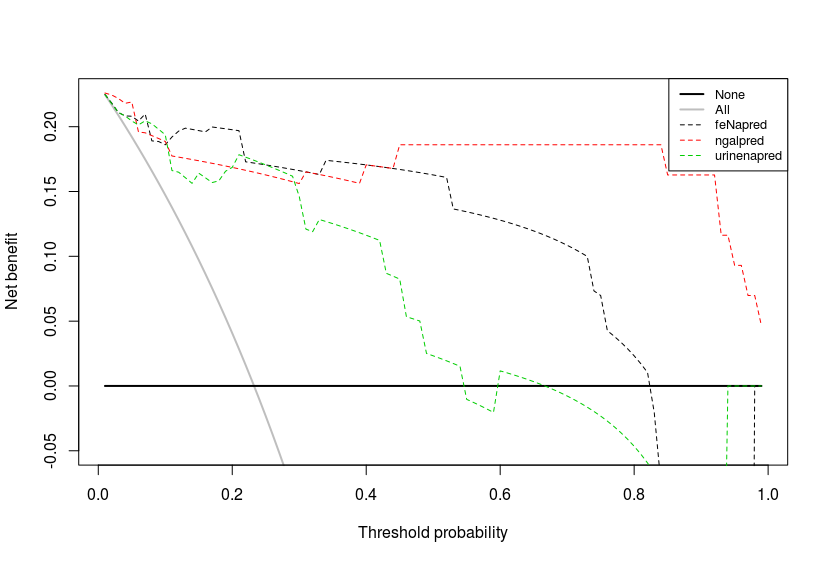 None
All
feNapred
ngalpred
urinenapred
Net benefit
0.20
0.15
0.10
0.05
0.00
-0.05
0.0 0.2 0.4 0.6 0.8 1.0
Threshold probability